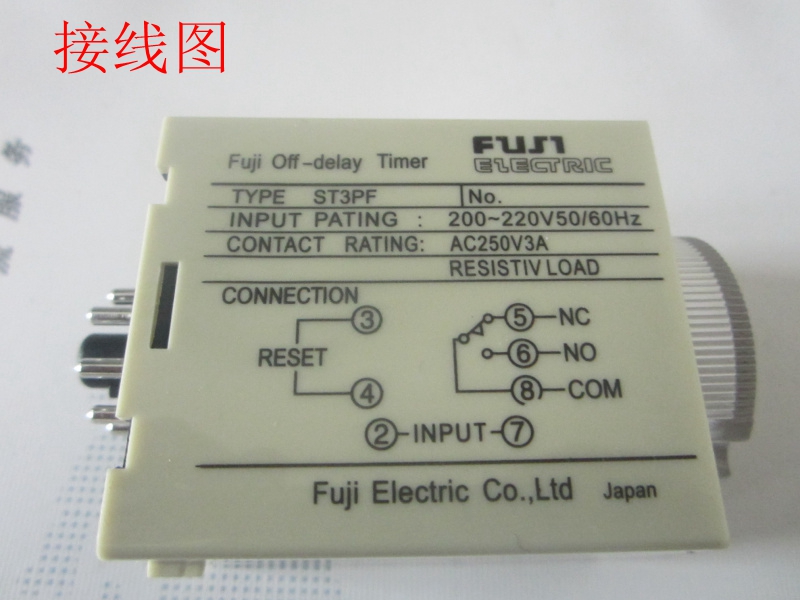 接线图
Fuji Off-delay Timer FUJI ELECTRIC
TYPE ST3PF No.
INPUT PATING : 200~220V50/60Hz
CONTACT RATING: AC250V3A
RESISTIV LOAD
CONNECTION
3 5 NC
RESET 6 NO
4 8 COM
2 INPUT 7
Fuji Electric Co.,Ltd Japan